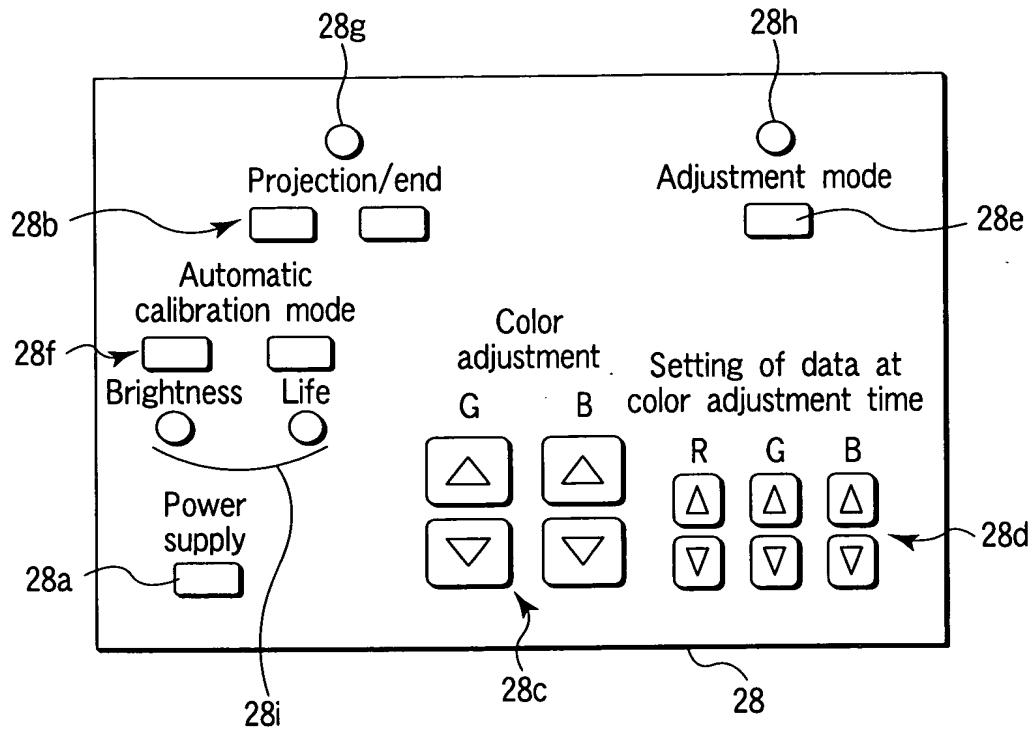 28g
28h
Projection/end
Adjustment mode
28b
28e
Automatic
calibration mode
28f
Color
adjustment
Setting of data at
color adjustment time
Brightness
Life
G
B
R
G
B
28d
Power
supply
28a
28c
28
28i